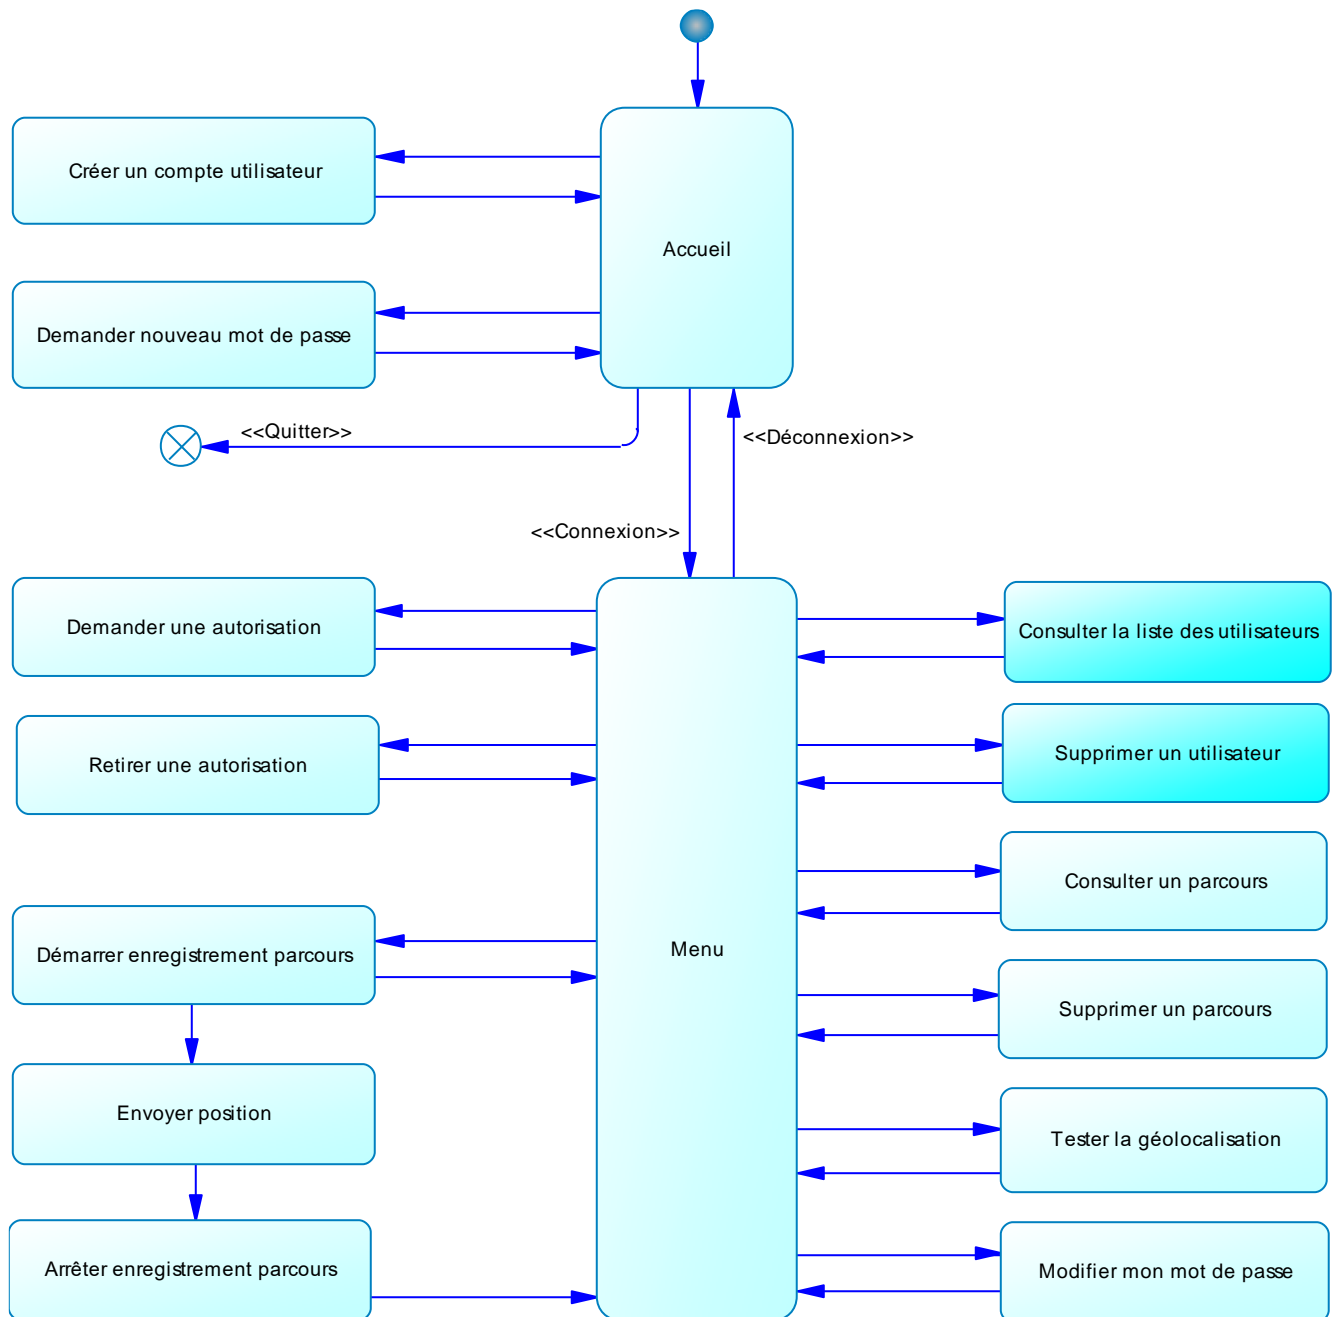 Créer un compte utilisateur
Accueil
Demander nouveau mot de passe
<<Quitter>>
<<Déconnexion>>
<<Connexion>>
Demander une autorisation
Consulter la liste des utilisateurs
Retirer une autorisation
Supprimer un utilisateur
Consulter un parcours
Démarrer enregistrement parcours
Menu
Supprimer un parcours
Envoyer position
Tester la géolocalisation
Arrêter enregistrement parcours
Modifier mon mot de passe